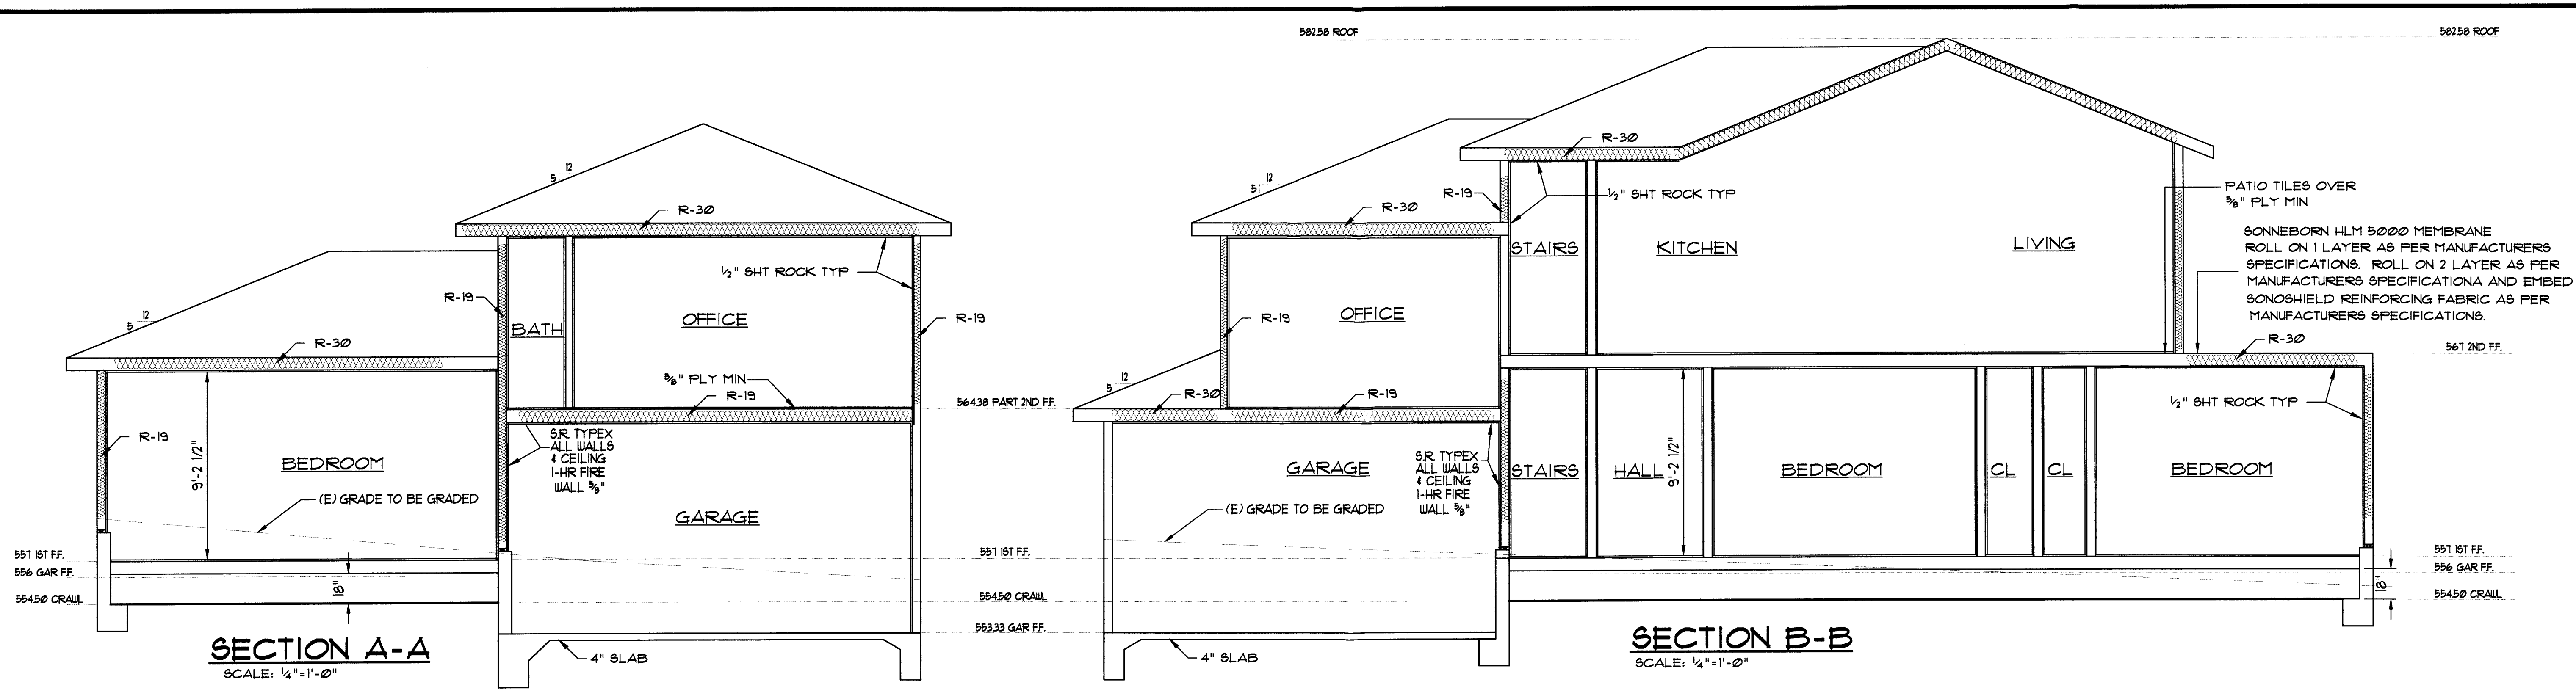 582.58 ROOF
582.58 ROOF
12
5
R-30
R-19
1/2" SHT ROCK TYP
BATH
OFFICE
R-19
12
5
R-30
5/8" PLY MIN
R-19
564.38 PART 2ND F.F.
R-19
9'-2 1/2"
BEDROOM
S.R. TYPEX
ALL WALLS
& CEILING
1-HR FIRE
WALL 5/8"
(E) GRADE TO BE GRADED
GARAGE
557 1ST F.F.
556 GAR F.F.
554.50 CRAWL
18"
557 1ST F.F.
554.50 CRAWL
553.33 GAR F.F.
4" SLAB
SECTION A-A
SCALE: 1/4"=1'-0"
R-30
12
5
R-30
R-19
1/2" SHT ROCK TYP
STAIRS
KITCHEN
LIVING
PATIO TILES OVER
5/8" PLY MIN
SONNEBORN HLM 5000 MEMBRANE
ROLL ON 1 LAYER AS PER MANUFACTURERS
SPECIFICATIONS. ROLL ON 2 LAYER AS PER
MANUFACTURERS SPECIFICATIONA AND EMBED
SONOSHIELD REINFORCING FABRIC AS PER
MANUFACTURERS SPECIFICATIONS.
R-30
567 2ND F.F.
R-19
OFFICE
12
5
R-30
R-19
1/2" SHT ROCK TYP
GARAGE
S.R. TYPEX
ALL WALLS
& CEILING
1-HR FIRE
WALL 5/8"
STAIRS
HALL
9'-2 1/2"
BEDROOM
CL
CL
BEDROOM
(E) GRADE TO BE GRADED
557 1ST F.F.
556 GAR F.F.
554.50 CRAWL
18"
4" SLAB
SECTION B-B
SCALE: 1/4"=1'-0"